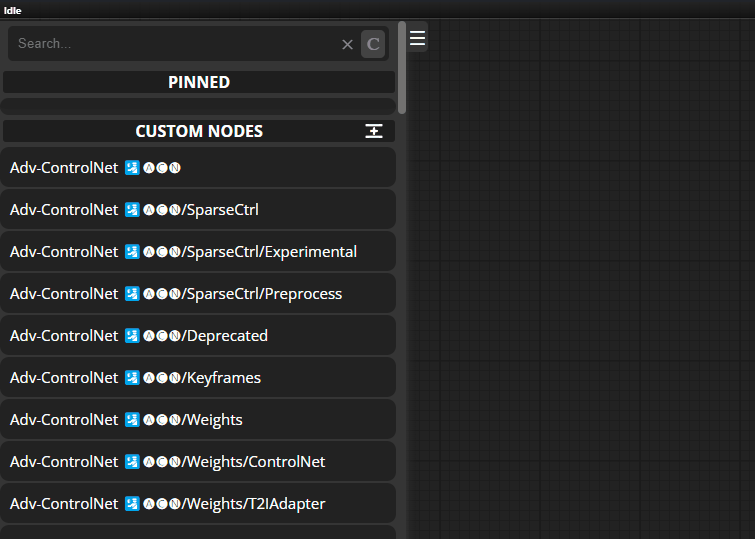 Idle
Search...
C
PINNED
CUSTOM NODES
Adv-ControlNet 🛂🅐🅒🅝
Adv-ControlNet 🛂🅐🅒🅝/SparseCtrl
Adv-ControlNet 🛂🅐🅒🅝/SparseCtrl/Experimental
Adv-ControlNet 🛂🅐🅒🅝/SparseCtrl/Preprocess
Adv-ControlNet 🛂🅐🅒🅝/Deprecated
Adv-ControlNet 🛂🅐🅒🅝/Keyframes
Adv-ControlNet 🛂🅐🅒🅝/Weights
Adv-ControlNet 🛂🅐🅒🅝/Weights/ControlNet
Adv-ControlNet 🛂🅐🅒🅝/Weights/T2IAdapter